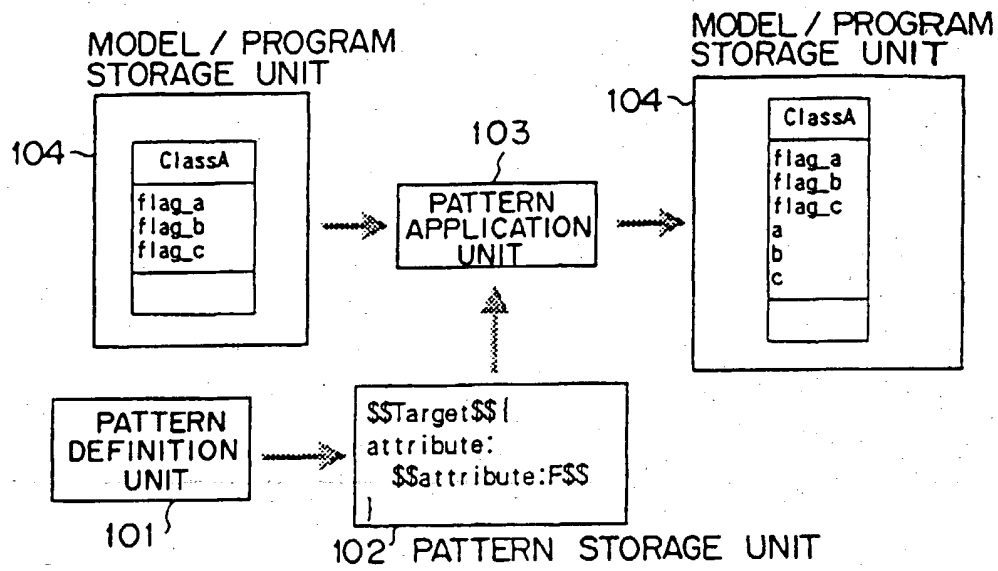 MODEL / PROGRAM
STORAGE UNIT
104
ClassA
flag_a
flag_b
flag_c
103
PATTERN
APPLICATION
UNIT
MODEL / PROGRAM
STORAGE UNIT
104
ClassA
flag_a
flag_b
flag_c
a
b
c
PATTERN
DEFINITION
UNIT
101
$$Target$$ {
attribute:
$$attribute:F$$
}
102 PATTERN STORAGE UNIT